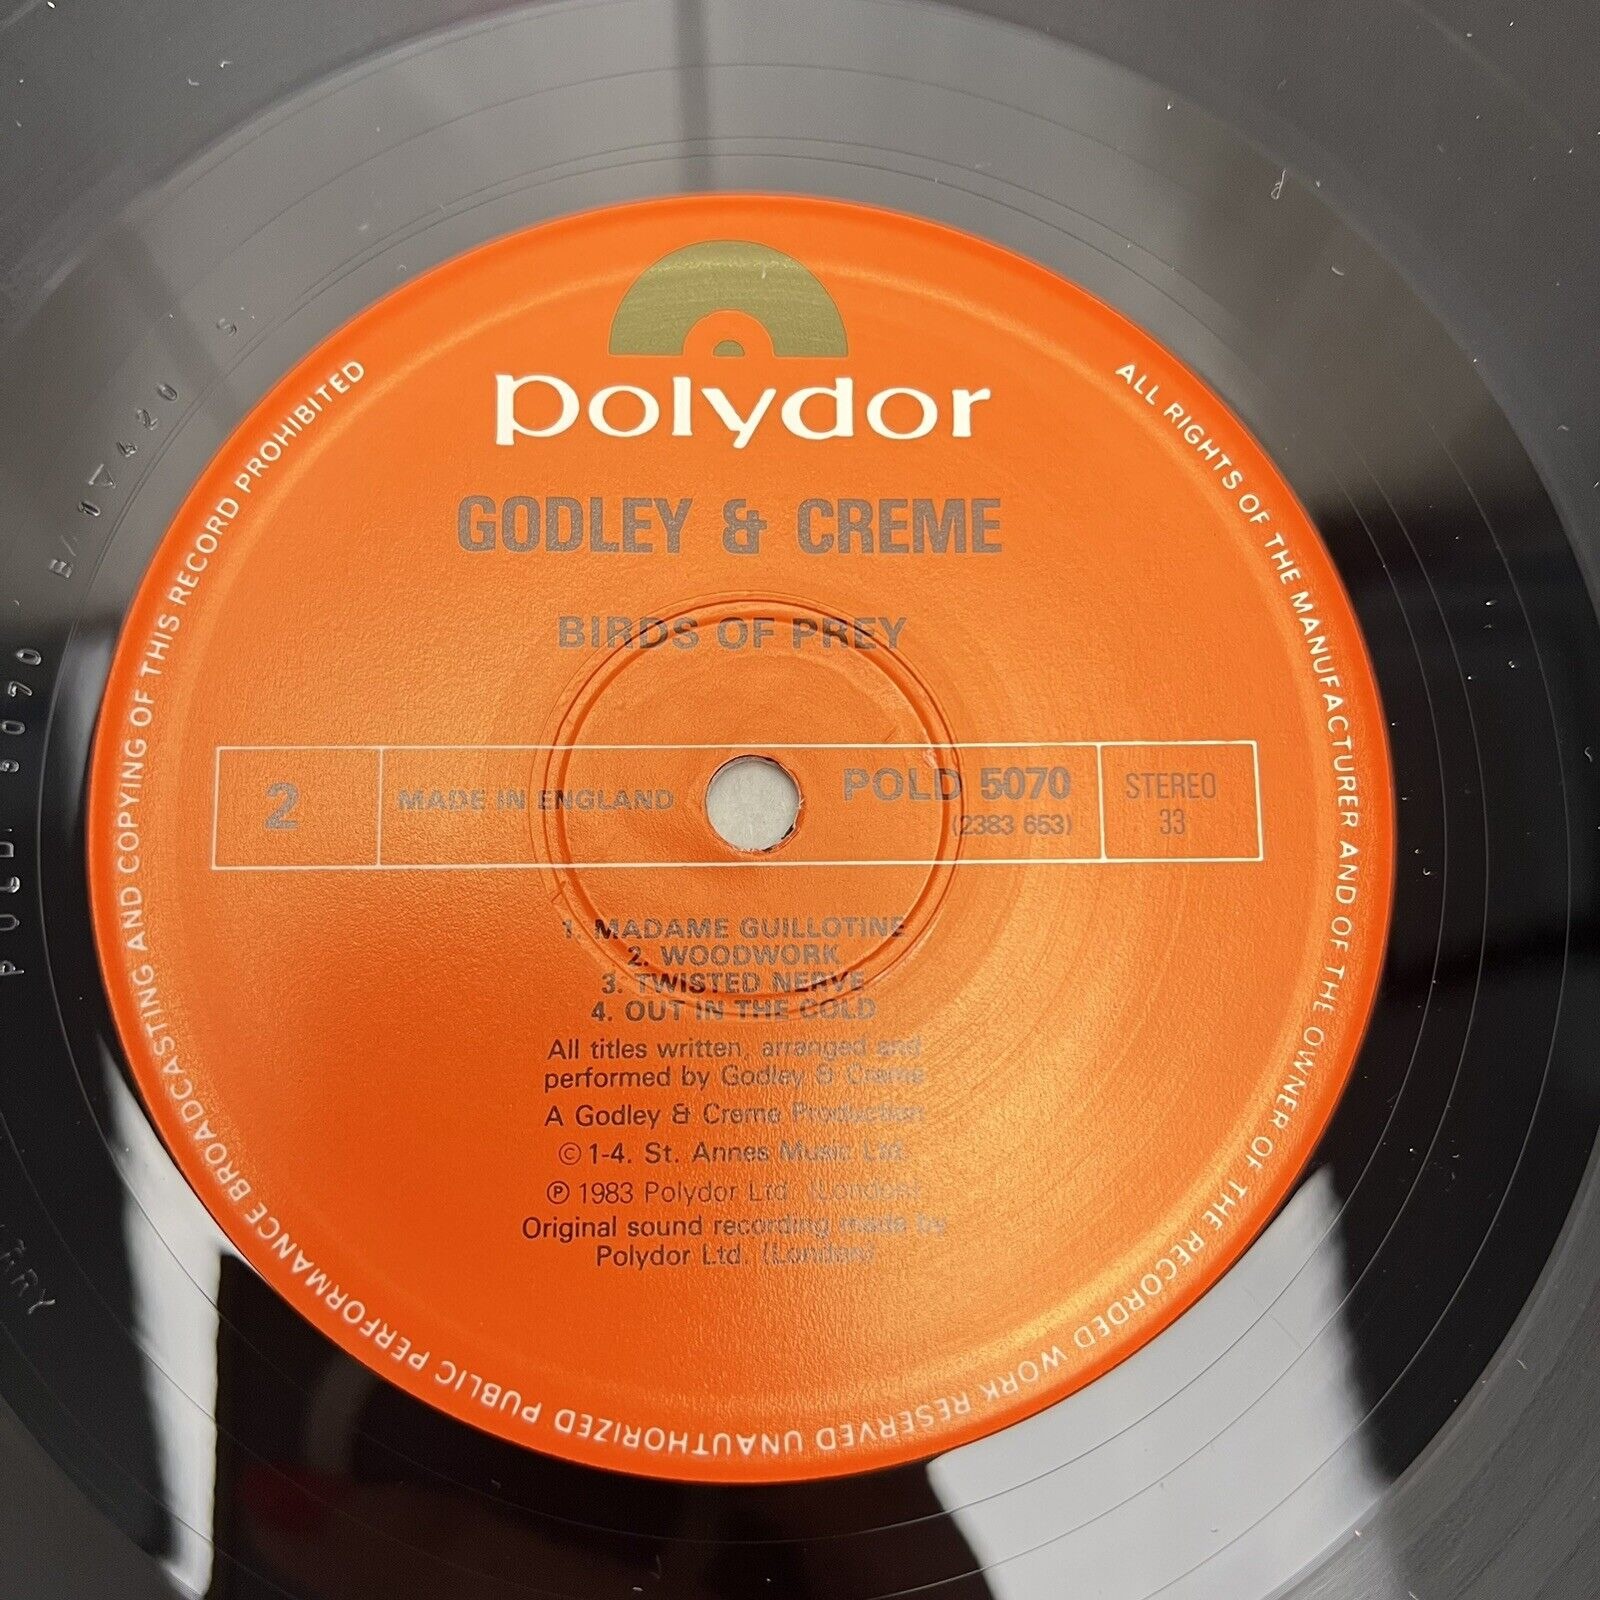 polydor
GODLEY & CREME
BIRDS OF PREY
2
MADE IN ENGLAND
POLD 5070
(2383 653)
STEREO
33
1. MADAME GUILLOTINE
2. WOODWORK
3. TWISTED NERVE
4. OUT IN THE COLD
All titles written, arranged and
performed by Godley & Creme
A Godley & Creme Production
© 1-4. St. Annes Music Ltd.
℗ 1983 Polydor Ltd. (London)
Original sound recording made by
Polydor Ltd. (London)
ALL RIGHTS OF THE MANUFACTURER AND OF THE OWNER OF THE RECORDED WORK RESERVED UNAUTHORIZED PUBLIC PERFORMANCE BROADCASTING AND COPYING OF THIS RECORD PROHIBITED
POLD. 5070
420
S